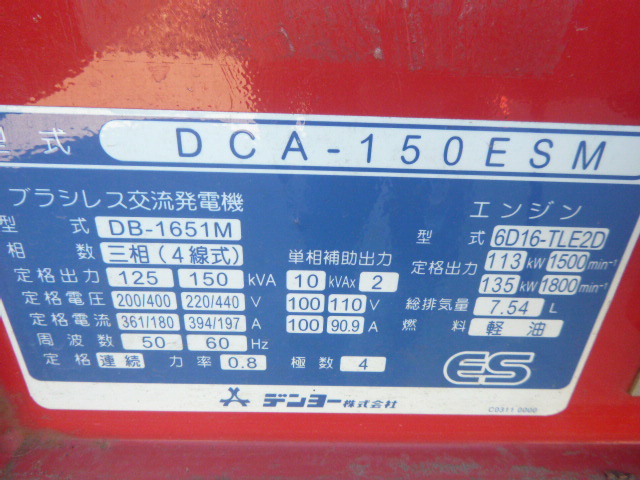 型式 DCA-150ESM
ブラシレス交流発電機
型式 DB-1651M
相数 三相(4線式)
定格出力 125 150 kVA
定格電圧 200/400 220/440 V
定格電流 361/180 394/197 A
周波数 50 60 Hz
定格 連続 力率 0.8 極数 4
単相補助出力
10 kVAx 2
100 110 V
100 90.9 A
エンジン
型式 6D16-TLE2D
定格出力 113 kW 1500 min⁻¹
135 kW 1800 min⁻¹
総排気量 7.54 L
燃料 軽油
ES
デンヨー株式会社